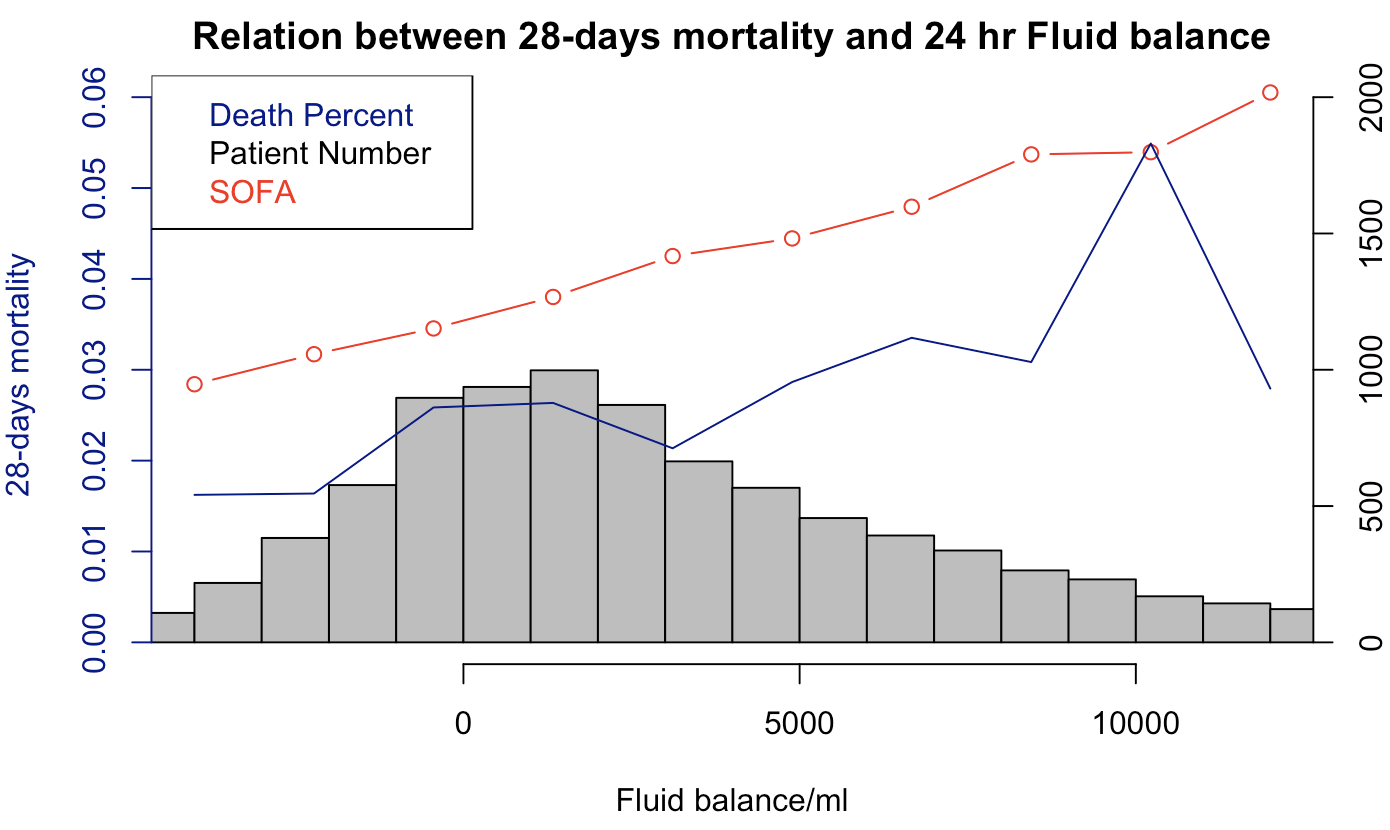 Relation between 28-days mortality and 24 hr Fluid balance
Death Percent
Patient Number
SOFA
28-days mortality
0.00
0.01
0.02
0.03
0.04
0.05
0.06
0
500
1000
1500
2000
0
5000
10000
Fluid balance/ml